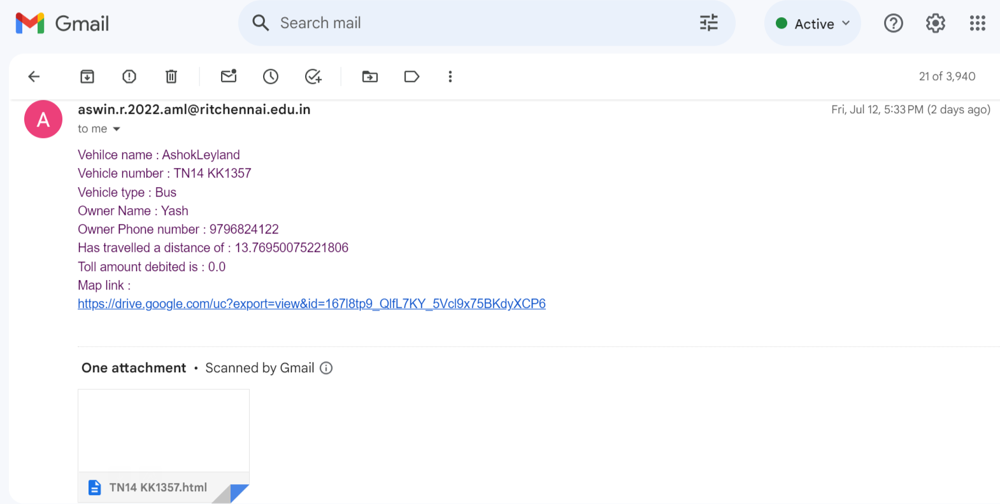 Gmail
Search mail
Active
21 of 3,940
A
aswin.r.2022.aml@ritchennai.edu.in
Fri, Jul 12, 5:33 PM (2 days ago)
to me
Vehilce name : AshokLeyland
Vehicle number : TN14 KK1357
Vehicle type : Bus
Owner Name : Yash
Owner Phone number : 9796824122
Has travelled a distance of : 13.76950075221806
Toll amount debited is : 0.0
Map link :
https://drive.google.com/uc?export=view&id=167l8tp9_QlfL7KY_5Vcl9x75BKdyXCP6
One attachment • Scanned by Gmail
TN14 KK1357.html